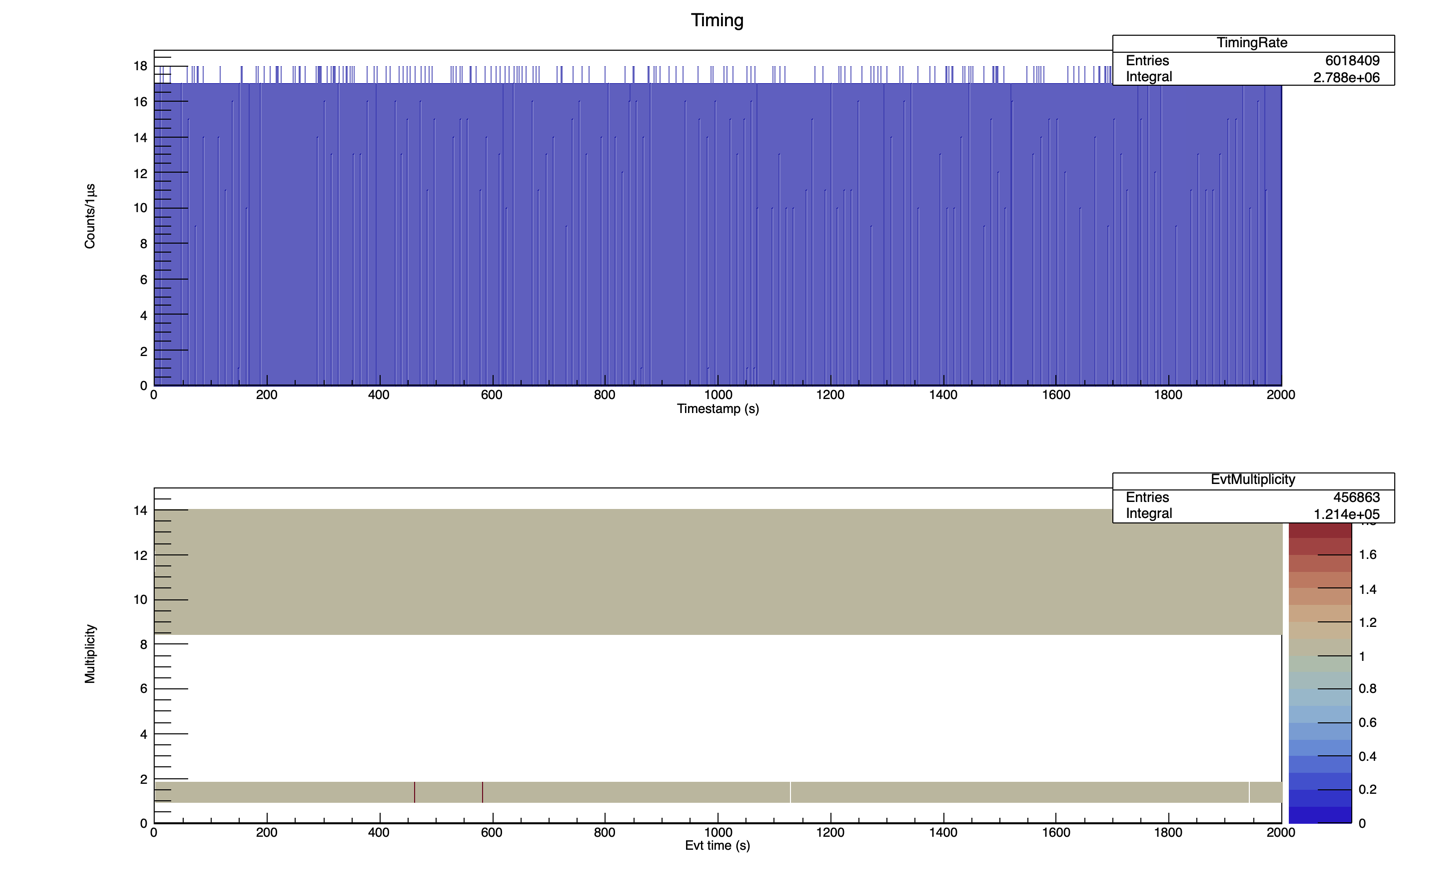 Timing
TimingRate
Entries 6018409
Integral 2.788e+06
18
16
14
12
10
8
6
4
2
0
Counts/1μs
0 200 400 600 800 1000 1200 1400 1600 1800 2000
Timestamp (s)
EvtMultiplicity
Entries 456863
Integral 1.214e+05
14
12
10
8
6
4
2
0
Multiplicity
1.6
1.4
1.2
1
0.8
0.6
0.4
0.2
0
0 200 400 600 800 1000 1200 1400 1600 1800 2000
Evt time (s)